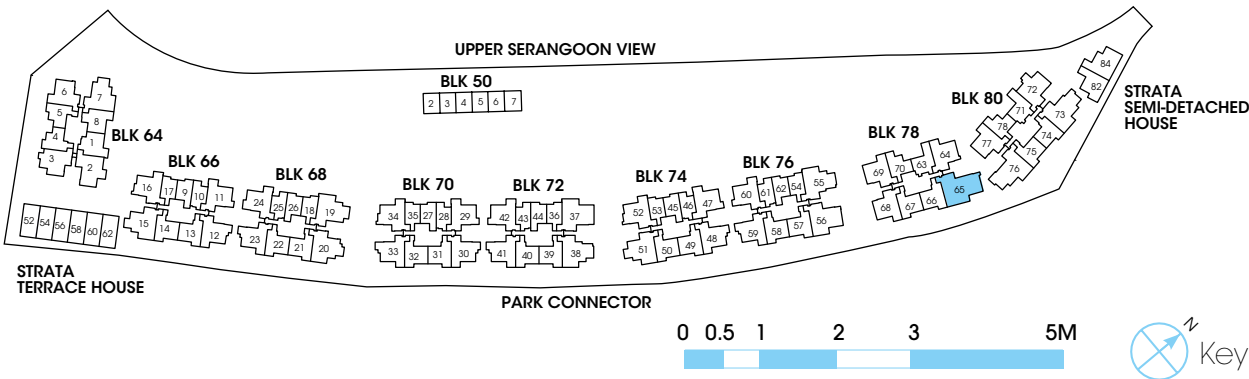 UPPER SERANGOON VIEW
BLK 50
2 3 4 5 6 7
BLK 64
6 7
5 8
4 1
3 2
BLK 66
16 17 9 10 11
15 14 13 12
BLK 68
24 25 26 18 19
23 22 21 20
BLK 70
34 35 27 28 29
33 32 31 30
BLK 72
42 43 44 36 37
41 40 39 38
BLK 74
52 53 45 46 47
51 50 49 48
BLK 76
60 61 62 54 55
59 58 57 56
BLK 78
69 70 63 64
68 67 66 65
BLK 80
72
71 73
78 74
77 75
76
84
82
STRATA
SEMI-DETACHED
HOUSE
52 54 56 58 60 62
STRATA
TERRACE HOUSE
PARK CONNECTOR
0 0.5 1 2 3 5M
N
Key